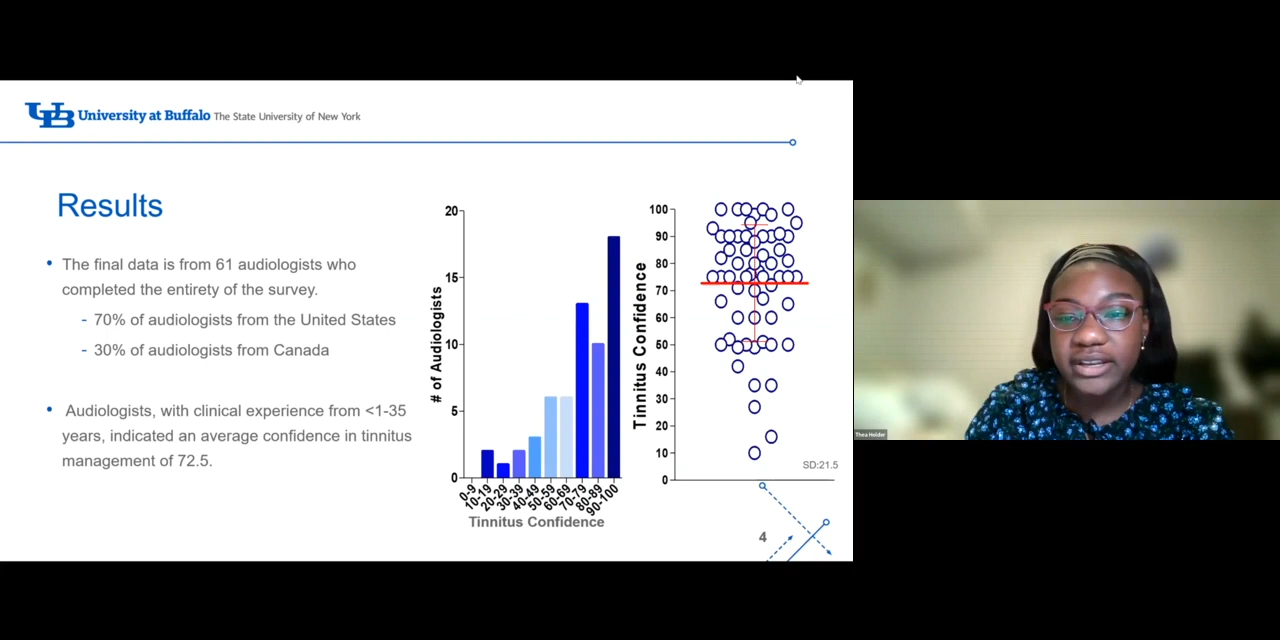 UB University at Buffalo The State University of New York
Results
• The final data is from 61 audiologists who
completed the entirety of the survey.
- 70% of audiologists from the United States
- 30% of audiologists from Canada
• Audiologists, with clinical experience from <1-35
years, indicated an average confidence in tinnitus
management of 72.5.
# of Audiologists
20
15
10
5
0
0-9
10-19
20-29
30-39
40-49
50-59
60-69
70-79
80-89
90-100
Tinnitus Confidence
Tinnitus Confidence
100
90
80
70
60
50
40
30
20
10
0
SD:21.5
4
Thea Holder